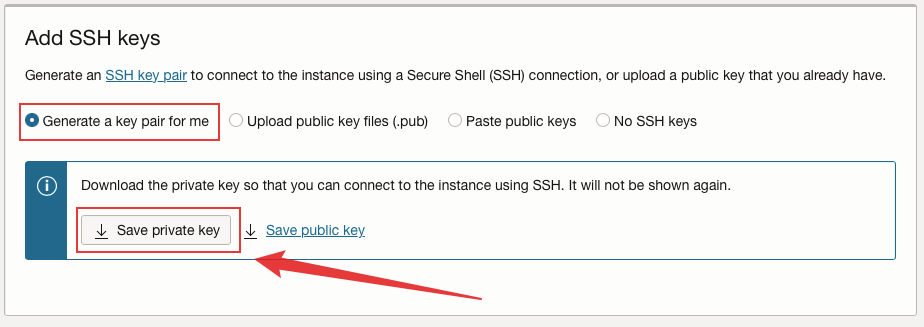 Add SSH keys
Generate an SSH key pair to connect to the instance using a Secure Shell (SSH) connection, or upload a public key that you already have.
Generate a key pair for me Upload public key files (.pub) Paste public keys No SSH keys
Download the private key so that you can connect to the instance using SSH. It will not be shown again.
Save private key Save public key